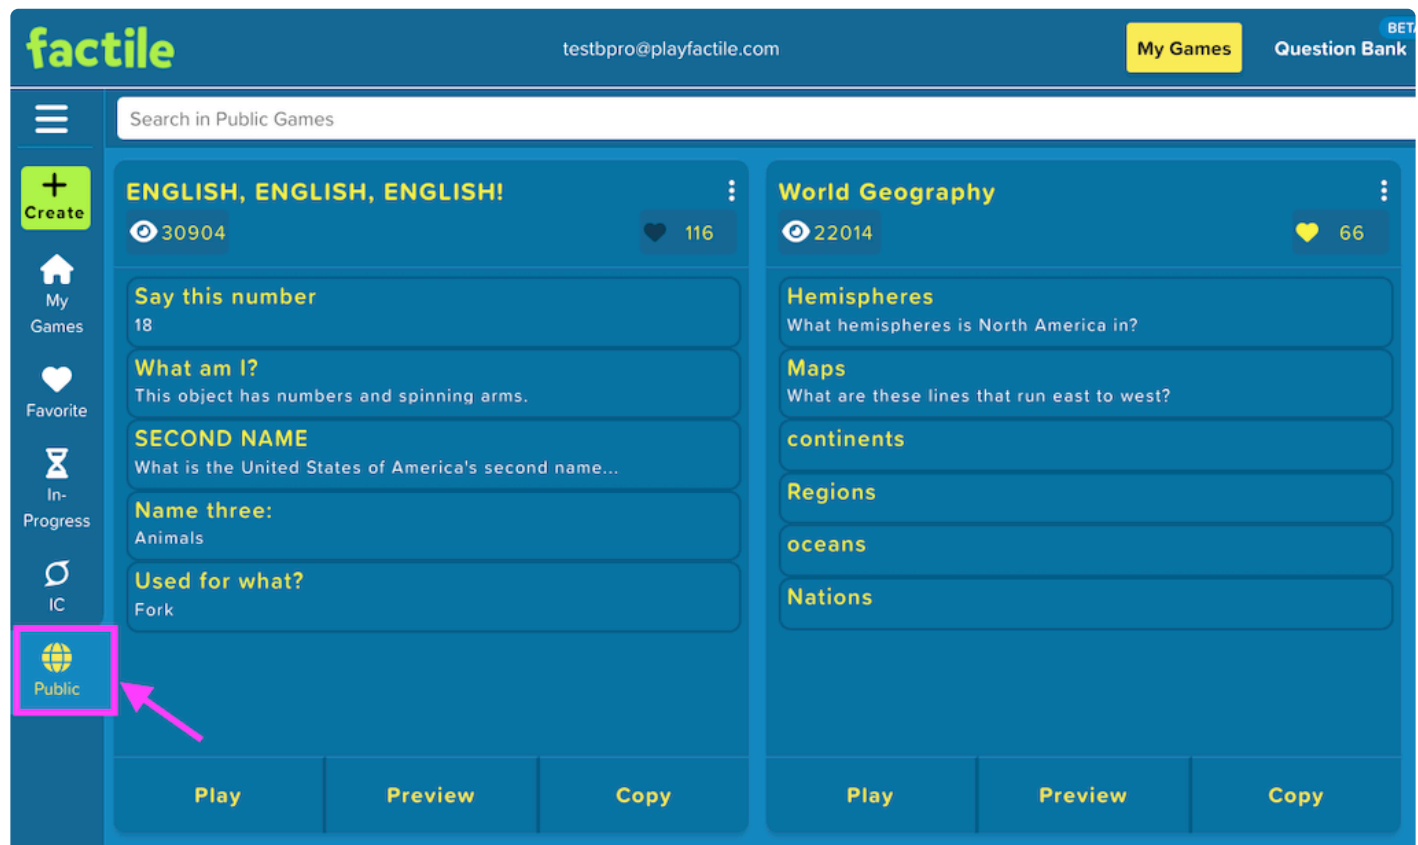 factile
testbpro@playfactile.com
My Games
BETA
Question Bank
Search in Public Games
Create
My
Games
Favorite
In-
Progress
IC
Public
ENGLISH, ENGLISH, ENGLISH!
30904
116
Say this number
18
What am I?
This object has numbers and spinning arms.
SECOND NAME
What is the United States of America's second name...
Name three:
Animals
Used for what?
Fork
Play
Preview
Copy
World Geography
22014
66
Hemispheres
What hemispheres is North America in?
Maps
What are these lines that run east to west?
continents
Regions
oceans
Nations
Play
Preview
Copy